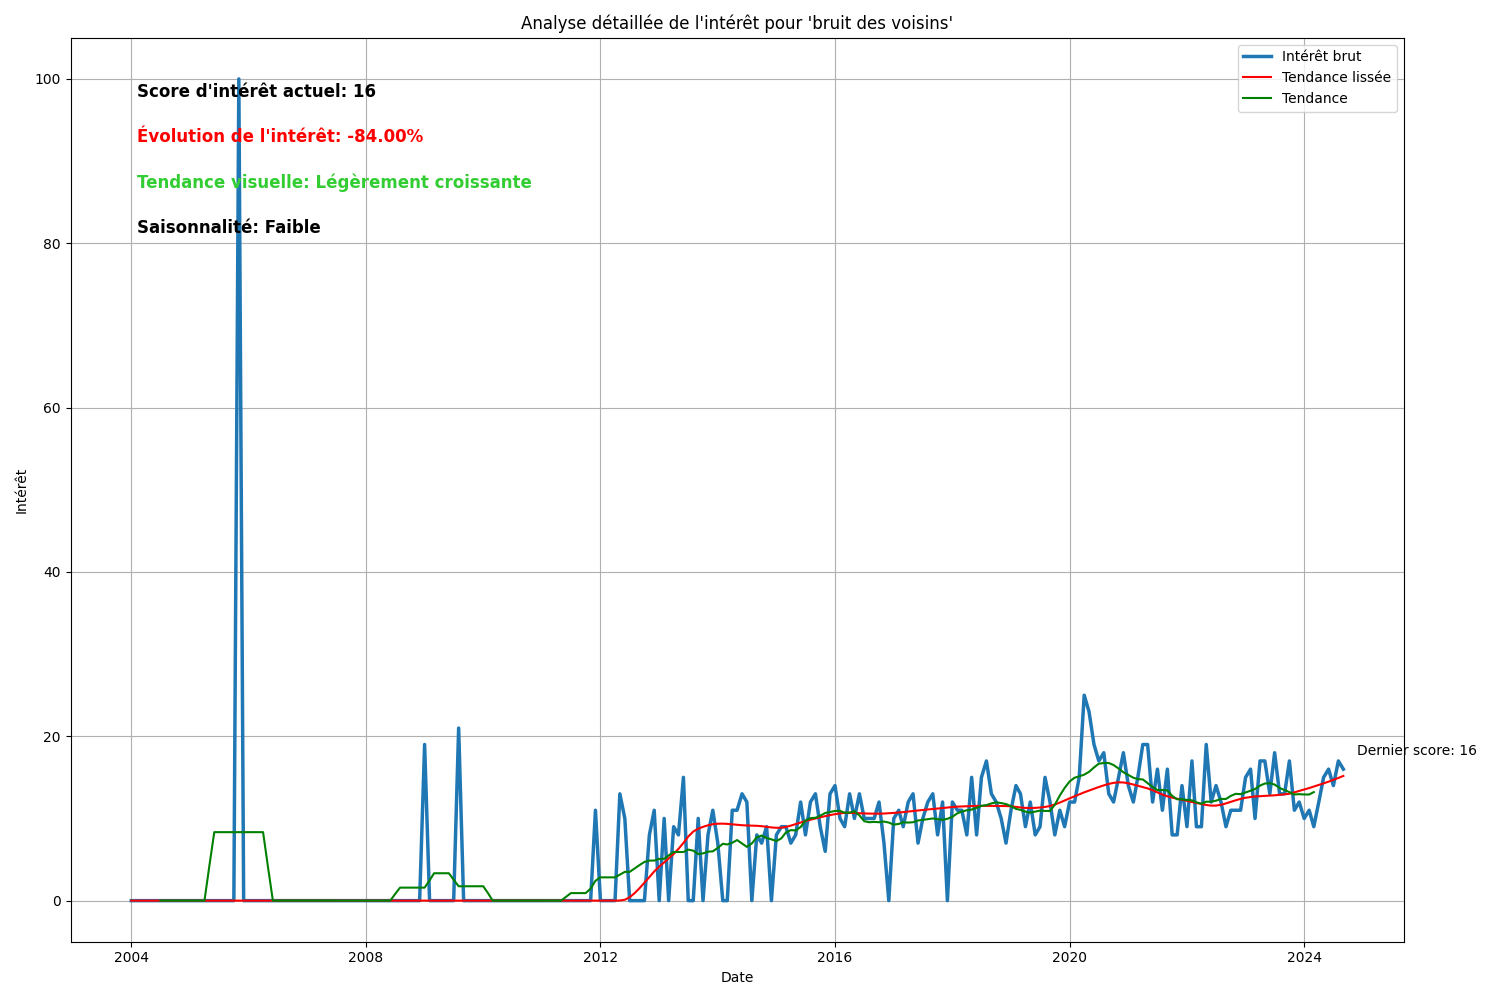 Analyse détaillée de l'intérêt pour 'bruit des voisins'
Intérêt brut
Tendance lissée
Tendance
Score d'intérêt actuel: 16
Évolution de l'intérêt: -84.00%
Tendance visuelle: Légèrement croissante
Saisonnalité: Faible
100
80
60
40
20
0
Intérêt
Dernier score: 16
2004
2008
2012
2016
2020
2024
Date